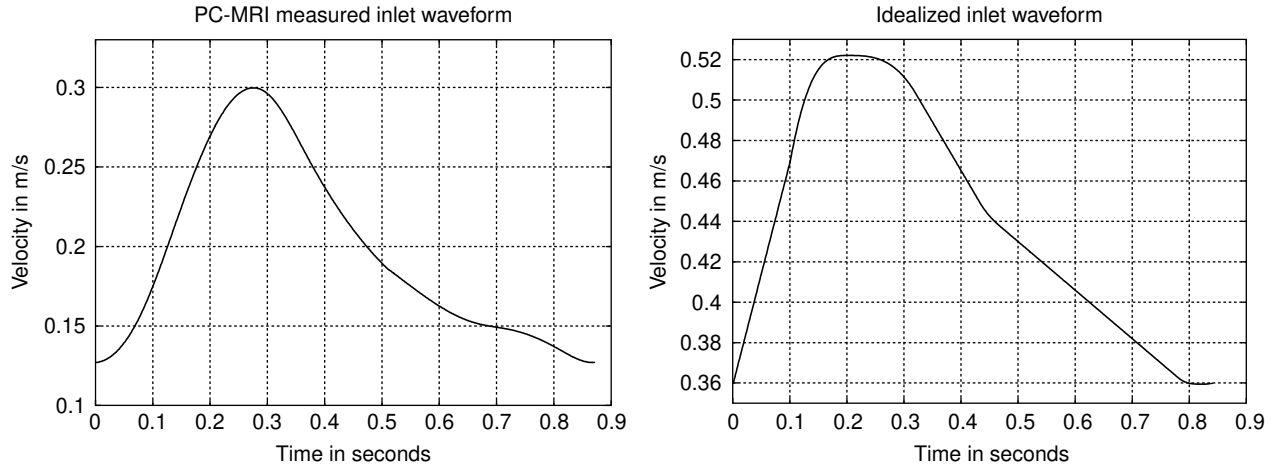 PC-MRI measured inlet waveform
0.3
0.25
0.2
0.15
0.1
Velocity in m/s
0 0.1 0.2 0.3 0.4 0.5 0.6 0.7 0.8 0.9
Time in seconds
Idealized inlet waveform
0.52
0.5
0.48
0.46
0.44
0.42
0.4
0.38
0.36
Velocity in m/s
0 0.1 0.2 0.3 0.4 0.5 0.6 0.7 0.8 0.9
Time in seconds